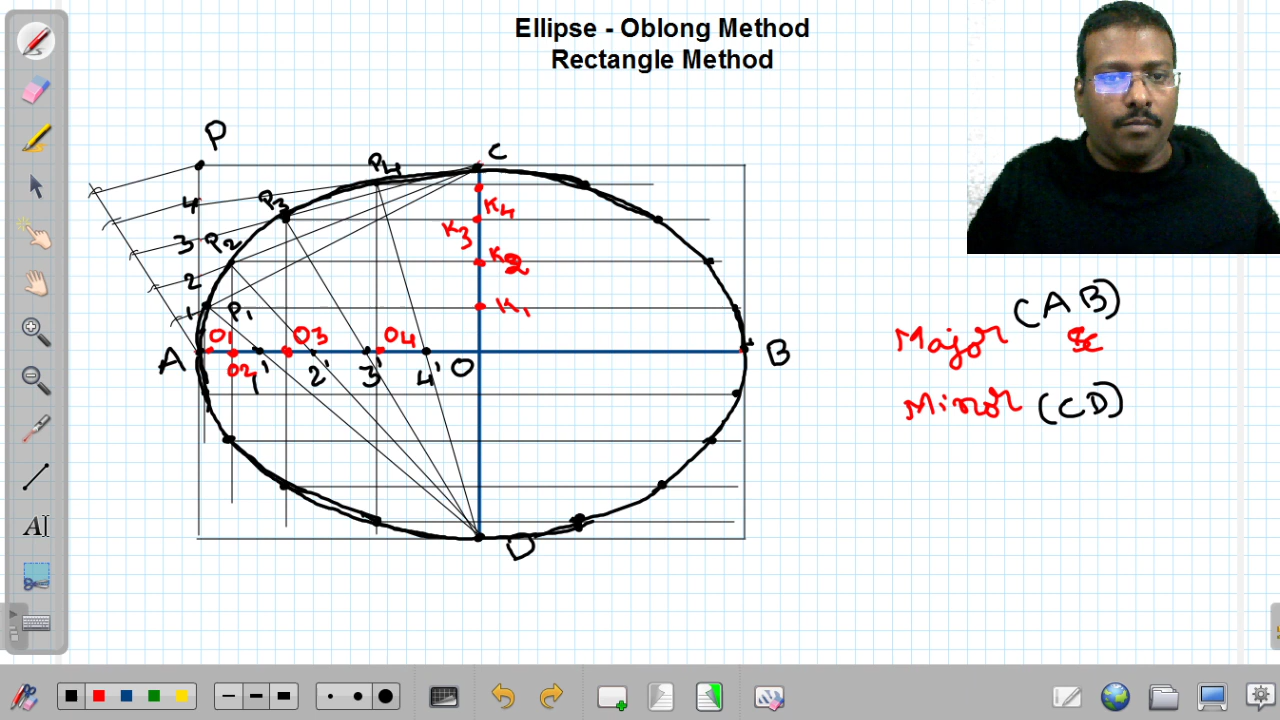 Ellipse - Oblong Method
Rectangle Method
P
C
P4
4
P3
K4
3
P2
K3
2
K2
1
P1
K1
A
O1
O3
O4
O
B
O2
1'
2'
3'
4'
D
Major (AB)
&
Minor (CD)
A